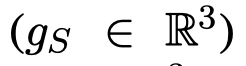 (g_S ∈ ℝ³)